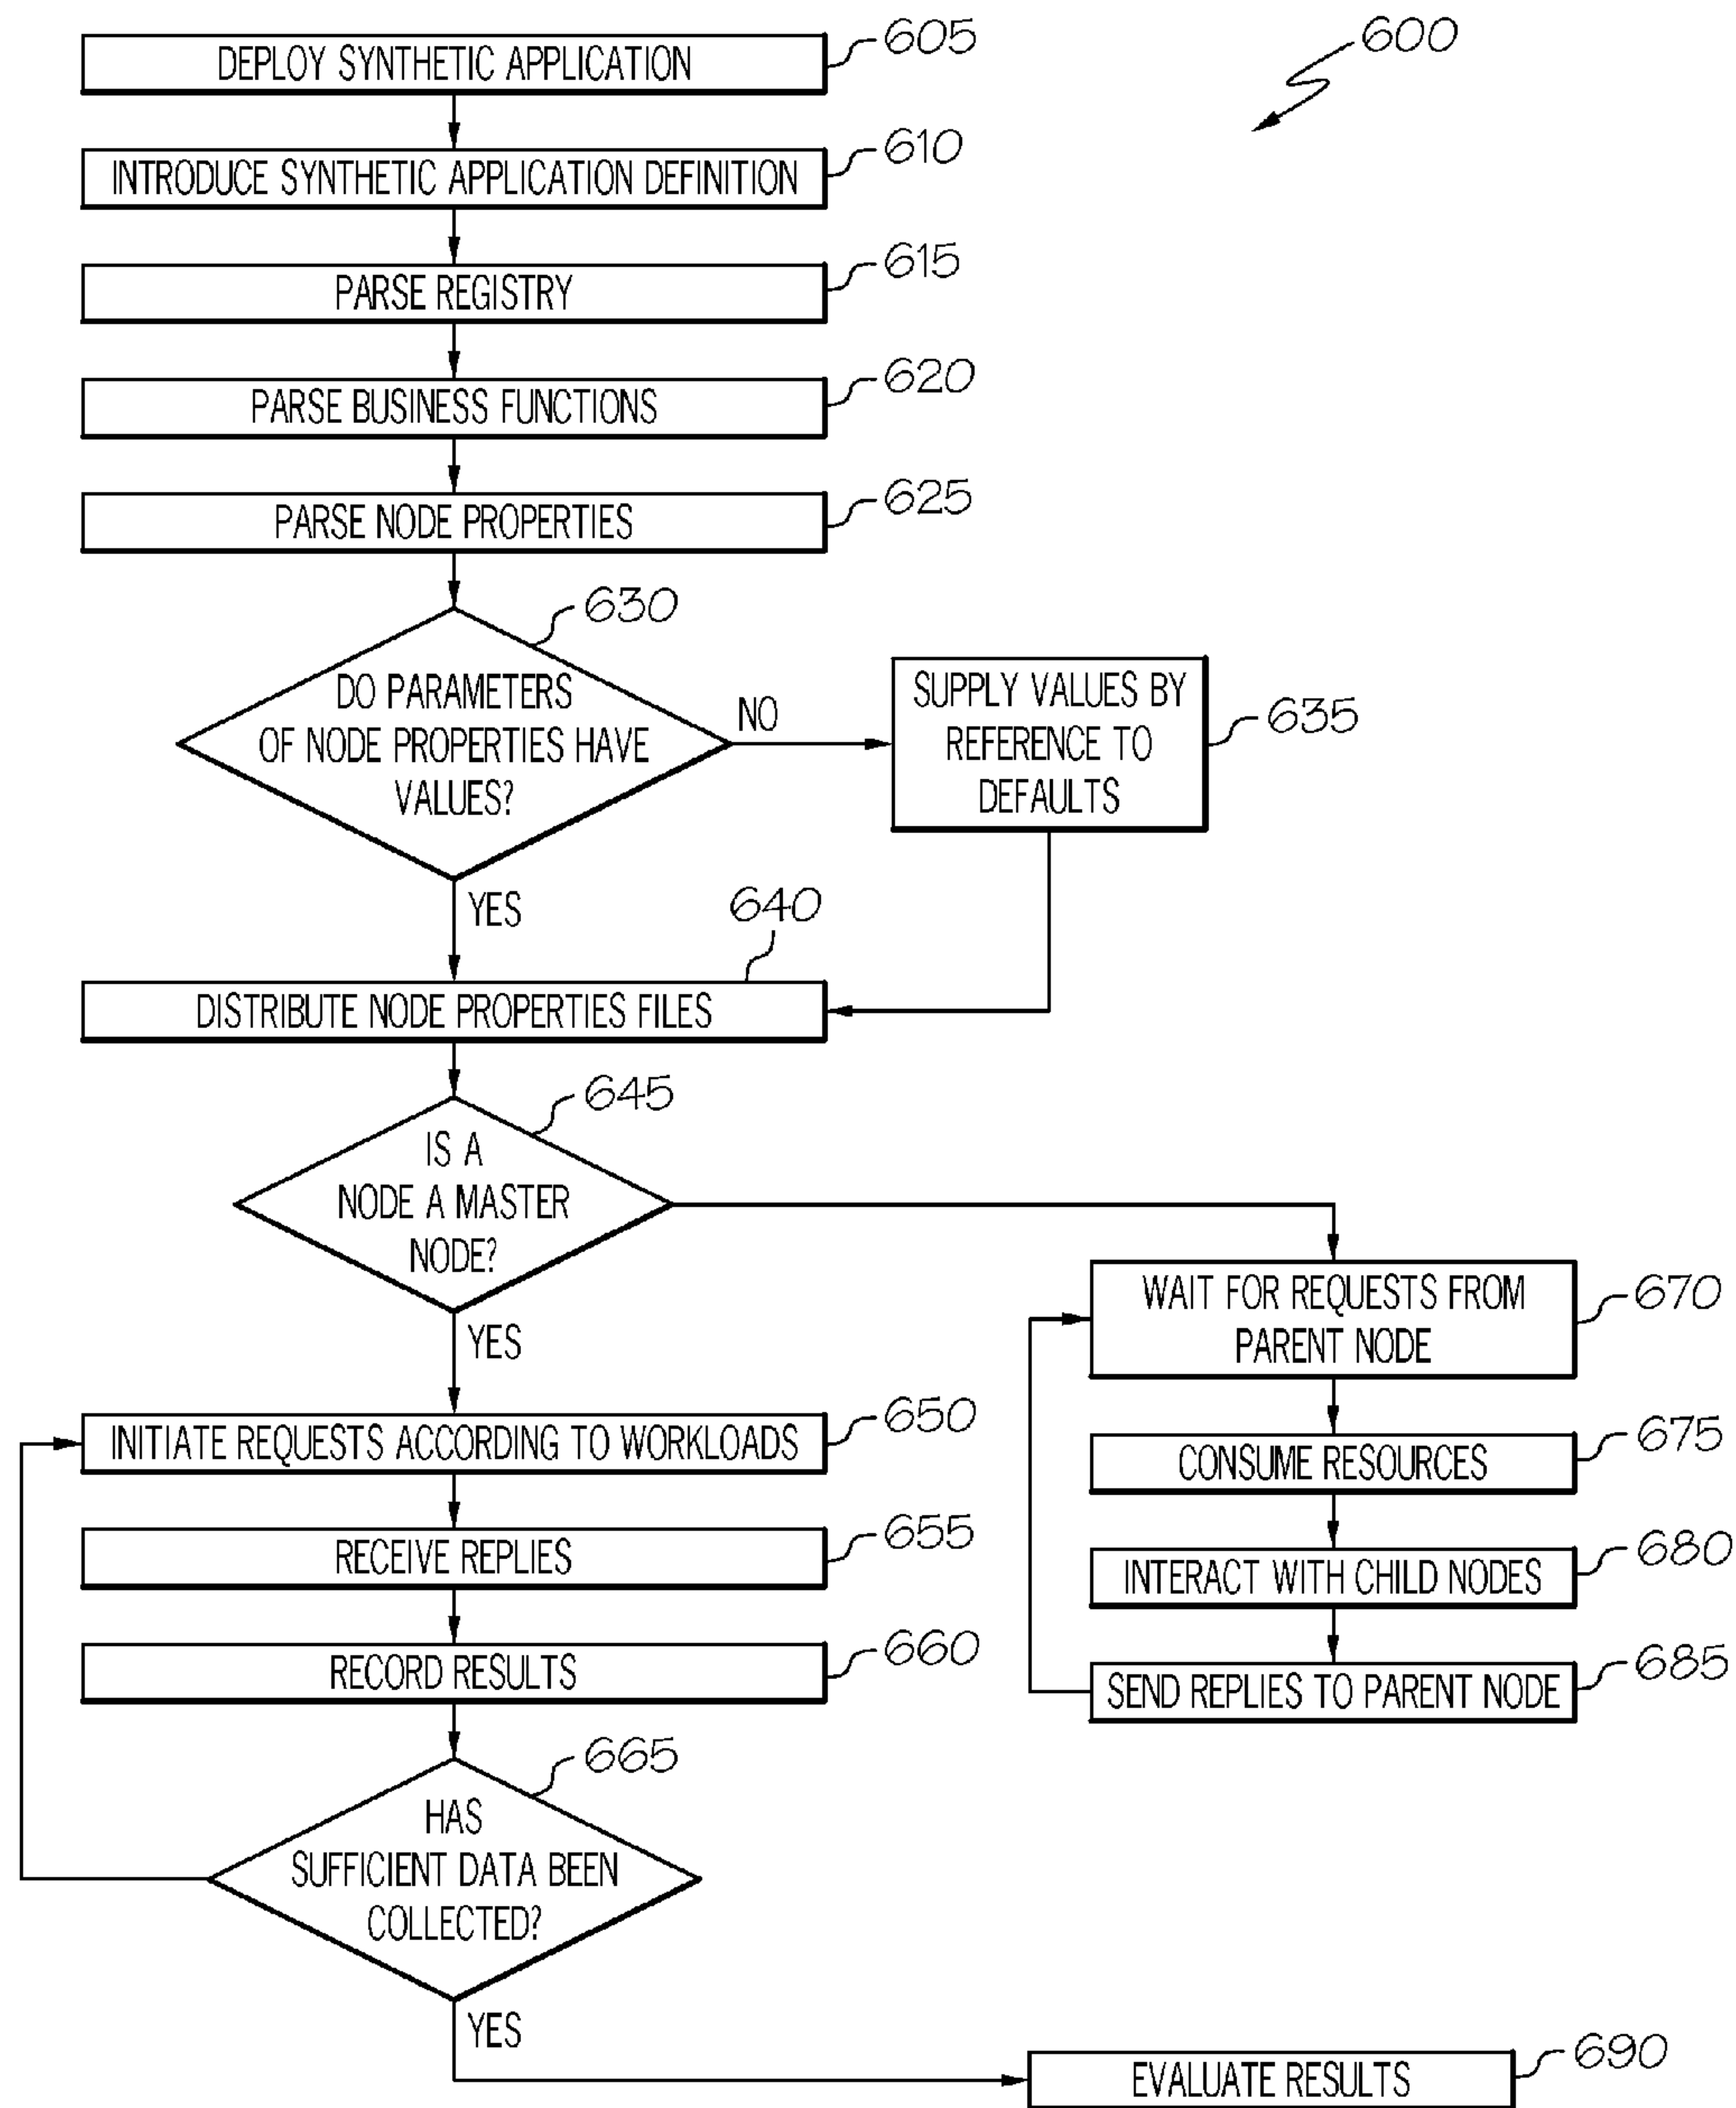 600
DEPLOY SYNTHETIC APPLICATION
605
INTRODUCE SYNTHETIC APPLICATION DEFINITION
610
PARSE REGISTRY
615
PARSE BUSINESS FUNCTIONS
620
PARSE NODE PROPERTIES
625
630
DO PARAMETERS
OF NODE PROPERTIES HAVE
VALUES?
NO
SUPPLY VALUES BY
REFERENCE TO
DEFAULTS
635
YES
640
DISTRIBUTE NODE PROPERTIES FILES
645
IS A
NODE A MASTER
NODE?
YES
INITIATE REQUESTS ACCORDING TO WORKLOADS
650
RECEIVE REPLIES
655
RECORD RESULTS
660
665
HAS
SUFFICIENT DATA BEEN
COLLECTED?
YES
WAIT FOR REQUESTS FROM
PARENT NODE
670
CONSUME RESOURCES
675
INTERACT WITH CHILD NODES
680
SEND REPLIES TO PARENT NODE
685
EVALUATE RESULTS
690